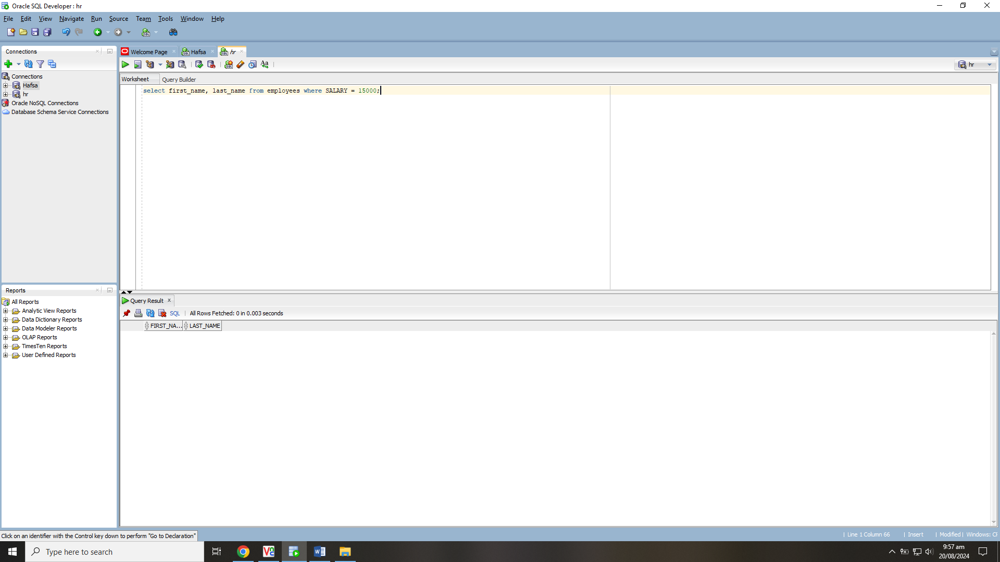 Oracle SQL Developer : hr
File Edit View Navigate Run Source Team Tools Window Help
Connections
Welcome Page
Hafsa
hr
hr
Worksheet
Query Builder
Connections
Hafsa
hr
Oracle NoSQL Connections
Database Schema Service Connections
select first_name, last_name from employees where SALARY = 15000;
Reports
All Reports
Analytic View Reports
Data Dictionary Reports
Data Modeler Reports
OLAP Reports
TimesTen Reports
User Defined Reports
Query Result
SQL | All Rows Fetched: 0 in 0.003 seconds
FIRST_NA... LAST_NAME
Click on an identifier with the Control key down to perform "Go to Declaration"
| Line 1 Column 66 | Insert | Modified | Windows:
Type here to search
9:57 am
20/08/2024